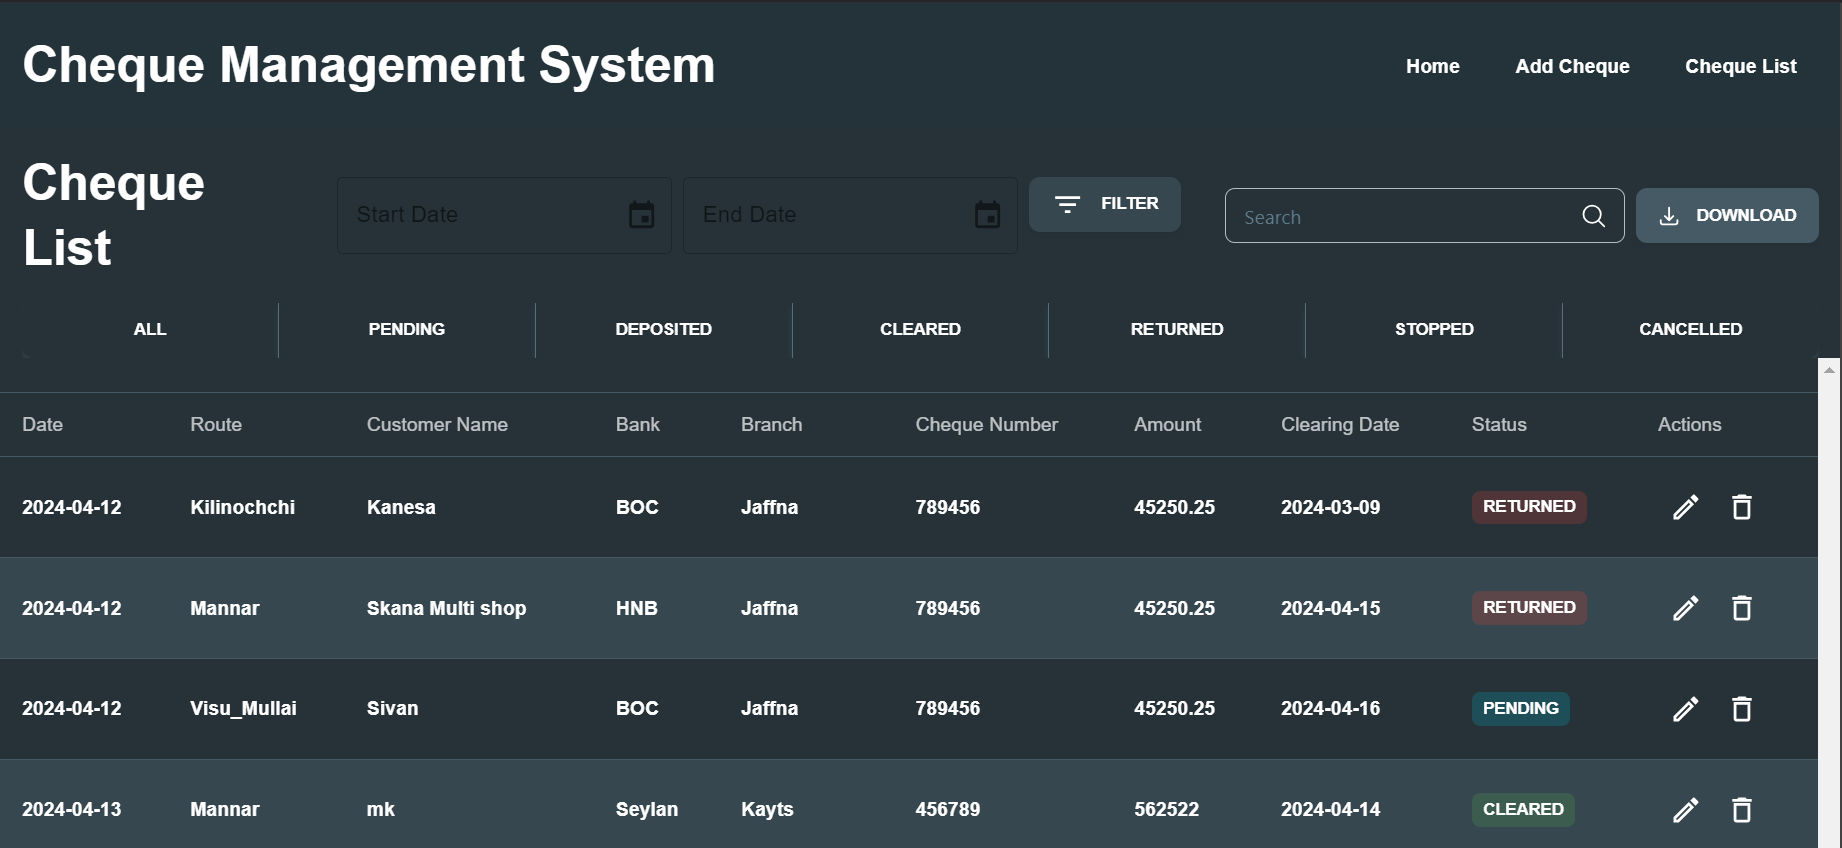 Cheque Management System
Home Add Cheque Cheque List
Cheque
List
Start Date End Date FILTER Search DOWNLOAD
ALL PENDING DEPOSITED CLEARED RETURNED STOPPED CANCELLED
Date Route Customer Name Bank Branch Cheque Number Amount Clearing Date Status Actions
2024-04-12 Kilinochchi Kanesa BOC Jaffna 789456 45250.25 2024-03-09 RETURNED
2024-04-12 Mannar Skana Multi shop HNB Jaffna 789456 45250.25 2024-04-15 RETURNED
2024-04-12 Visu_Mullai Sivan BOC Jaffna 789456 45250.25 2024-04-16 PENDING
2024-04-13 Mannar mk Seylan Kayts 456789 562522 2024-04-14 CLEARED